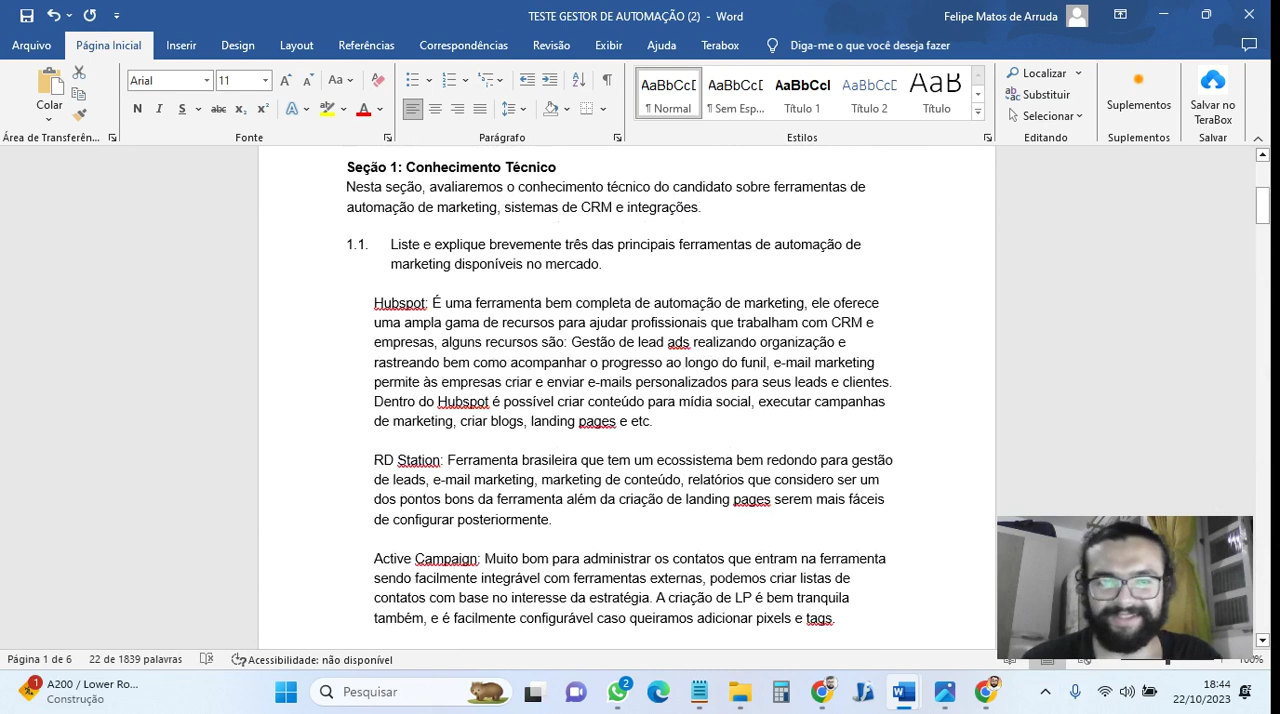 TESTE GESTOR DE AUTOMAÇÃO (2) - Word
Felipe Matos de Arruda
Arquivo Página Inicial Inserir Design Layout Referências Correspondências Revisão Exibir Ajuda Terabox Diga-me o que você deseja fazer
Colar
Área de Transferên...
Arial 11
Aa
N I S abc x₂ x² A A
Fonte
Parágrafo
AaBbCcI AaBbCcI AaBbCcI AaBbCcI AaB
¶ Normal ¶ Sem Esp... Título 1 Título 2 Título
Estilos
Localizar
Substituir
Selecionar
Editando
Suplementos
Suplementos
Salvar no
TeraBox
Salvar
Seção 1: Conhecimento Técnico
Nesta seção, avaliaremos o conhecimento técnico do candidato sobre ferramentas de
automação de marketing, sistemas de CRM e integrações.
1.1. Liste e explique brevemente três das principais ferramentas de automação de
marketing disponíveis no mercado.
Hubspot: É uma ferramenta bem completa de automação de marketing, ele oferece
uma ampla gama de recursos para ajudar profissionais que trabalham com CRM e
empresas, alguns recursos são: Gestão de lead ads realizando organização e
rastreando bem como acompanhar o progresso ao longo do funil, e-mail marketing
permite às empresas criar e enviar e-mails personalizados para seus leads e clientes.
Dentro do Hubspot é possível criar conteúdo para mídia social, executar campanhas
de marketing, criar blogs, landing pages e etc.
RD Station: Ferramenta brasileira que tem um ecossistema bem redondo para gestão
de leads, e-mail marketing, marketing de conteúdo, relatórios que considero ser um
dos pontos bons da ferramenta além da criação de landing pages serem mais fáceis
de configurar posteriormente.
Active Campaign: Muito bom para administrar os contatos que entram na ferramenta
sendo facilmente integrável com ferramentas externas, podemos criar listas de
contatos com base no interesse da estratégia. A criação de LP é bem tranquila
também, e é facilmente configurável caso queiramos adicionar pixels e tags.
Página 1 de 6 22 de 1839 palavras Acessibilidade: não disponível 100%
1 A200 / Lower Ro...
Construção
Pesquisar
2
18:44
22/10/2023